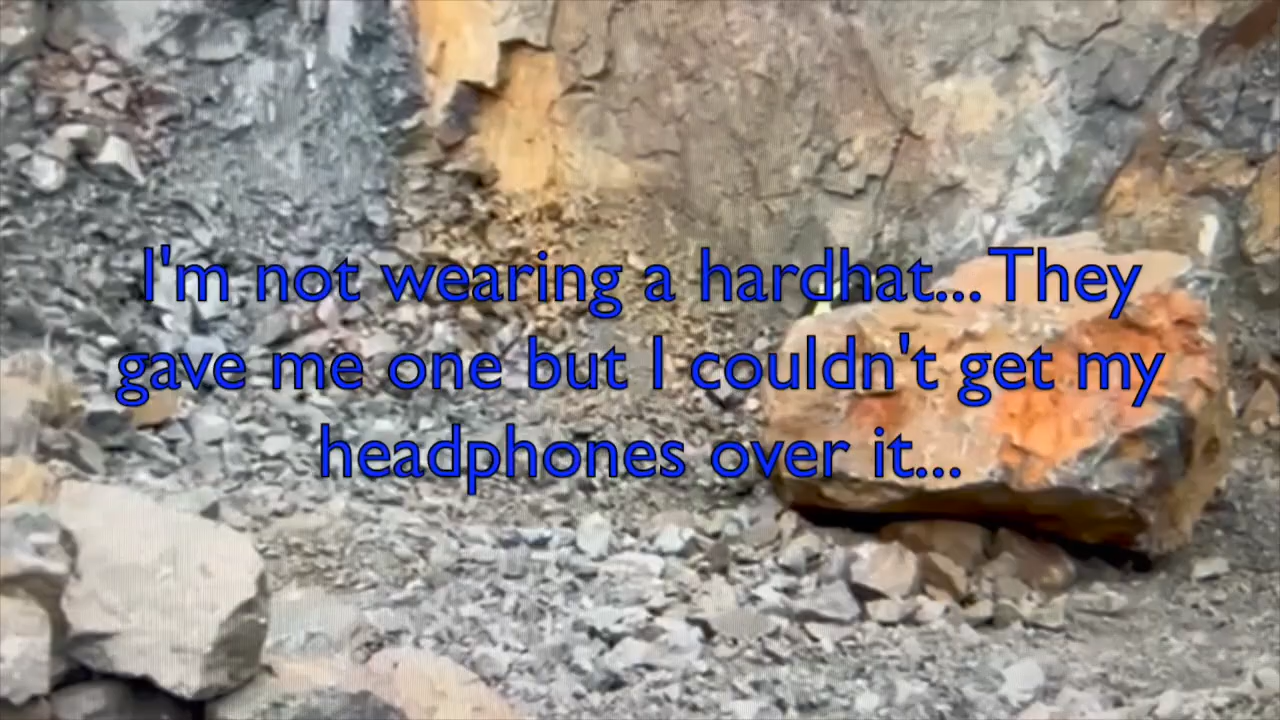 I'm not wearing a hardhat...They
gave me one but I couldn't get my
headphones over it...